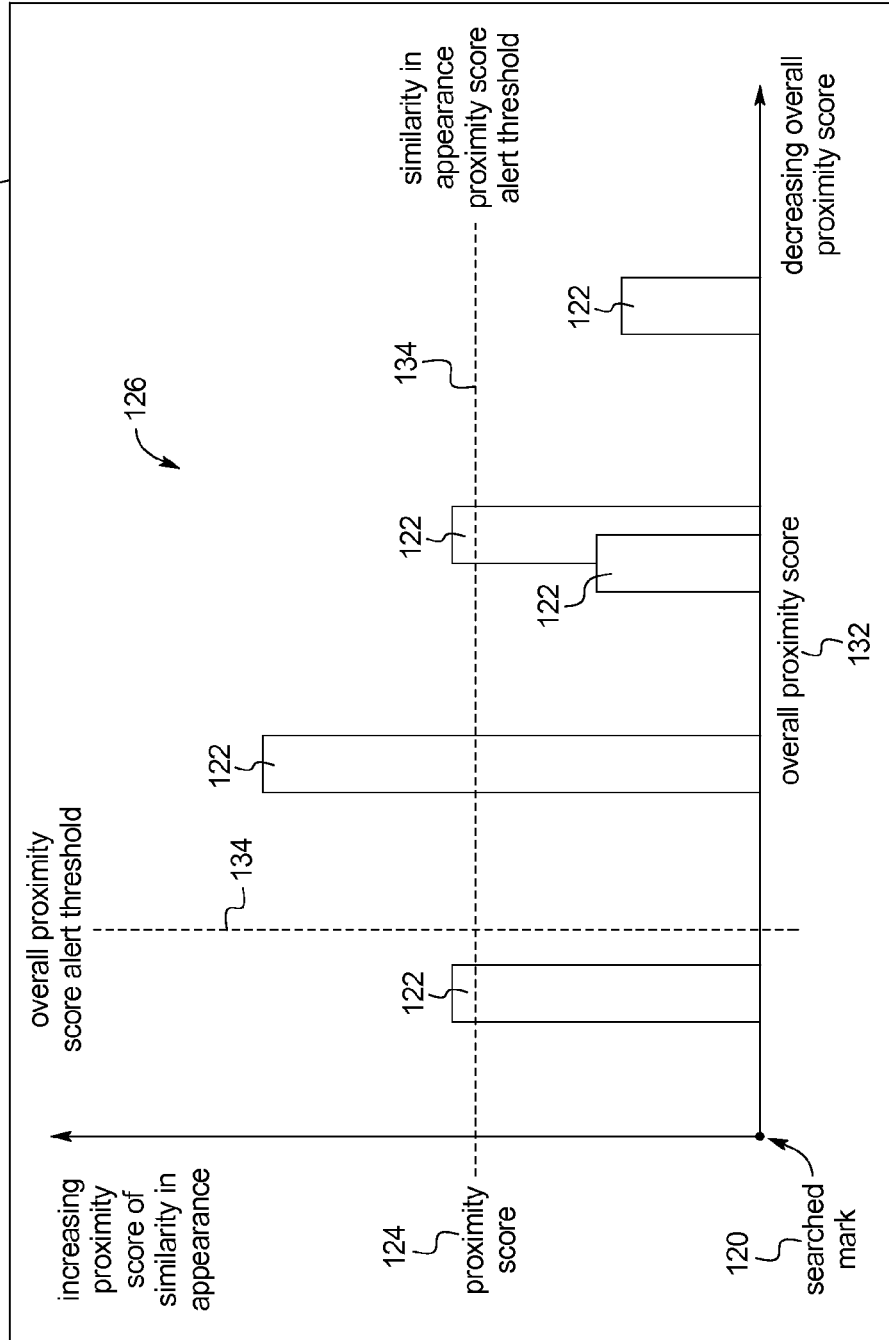 increasing
proximity
score of
similarity in
appearance
overall proximity
score alert threshold
134
126
122
122
122
122
122
134
similarity in
appearance
proximity score
alert threshold
124
proximity
score
120
searched
mark
overall proximity score
132
decreasing overall
proximity score